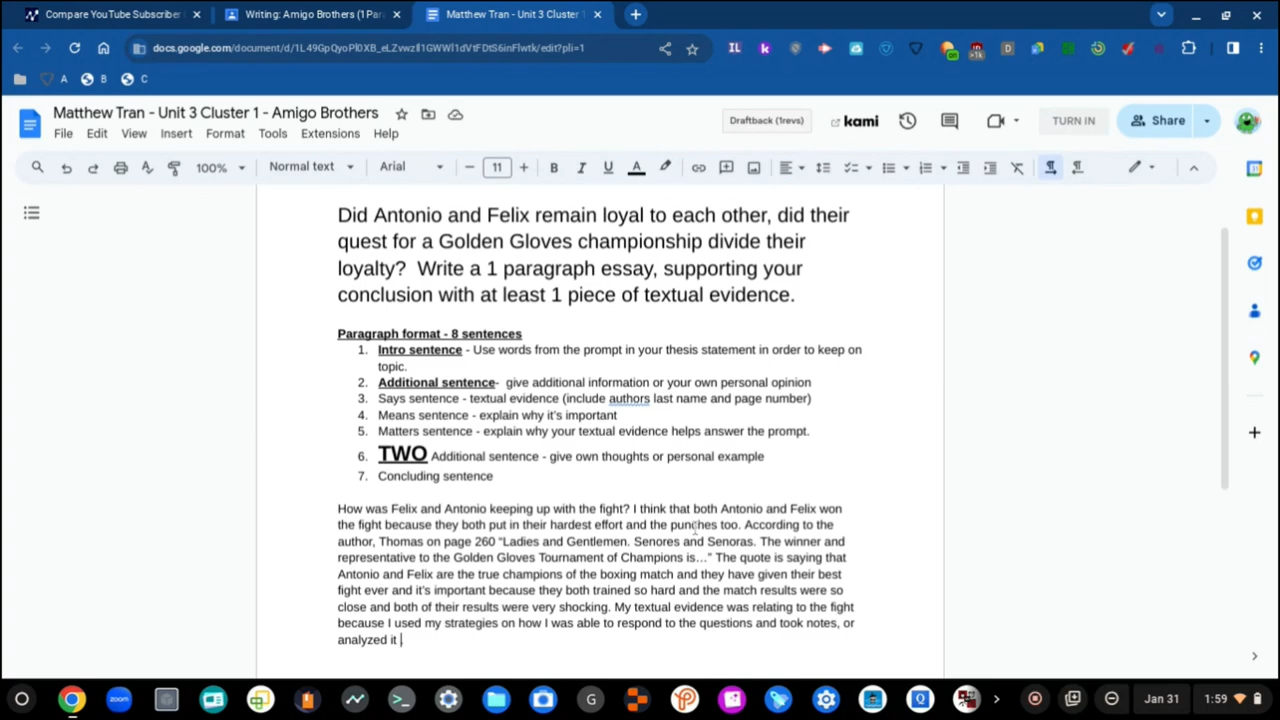 Compare YouTube Subscriber
Writing: Amigo Brothers (1 Par
Matthew Tran - Unit 3 Cluster 1
docs.google.com/document/d/
A B C
Matthew Tran - Unit 3 Cluster 1 - Amigo Brothers
File Edit View Insert Format Tools Extensions Help
Draftback (1revs)
kami
TURN IN
Share
100% Normal text Arial 11 B I U A
Did Antonio and Felix remain loyal to each other, did their
quest for a Golden Gloves championship divide their
loyalty? Write a 1 paragraph essay, supporting your
conclusion with at least 1 piece of textual evidence.
Paragraph format - 8 sentences
1. Intro sentence - Use words from the prompt in your thesis statement in order to keep on
topic.
2. Additional sentence- give additional information or your own personal opinion
3. Says sentence - textual evidence (include authors last name and page number)
4. Means sentence - explain why it's important
5. Matters sentence - explain why your textual evidence helps answer the prompt.
6. TWO Additional sentence - give own thoughts or personal example
7. Concluding sentence
How was Felix and Antonio keeping up with the fight? I think that both Antonio and Felix won
the fight because they both put in their hardest effort and the punches too. According to the
author, Thomas on page 260 “Ladies and Gentlemen. Senores and Senoras. The winner and
representative to the Golden Gloves Tournament of Champions is…” The quote is saying that
Antonio and Felix are the true champions of the boxing match and they have given their best
fight ever and it's important because they both trained so hard and the match results were so
close and both of their results were very shocking. My textual evidence was relating to the fight
because I used my strategies on how I was able to respond to the questions and took notes, or
analyzed it
zoom
Jan 31 1:59